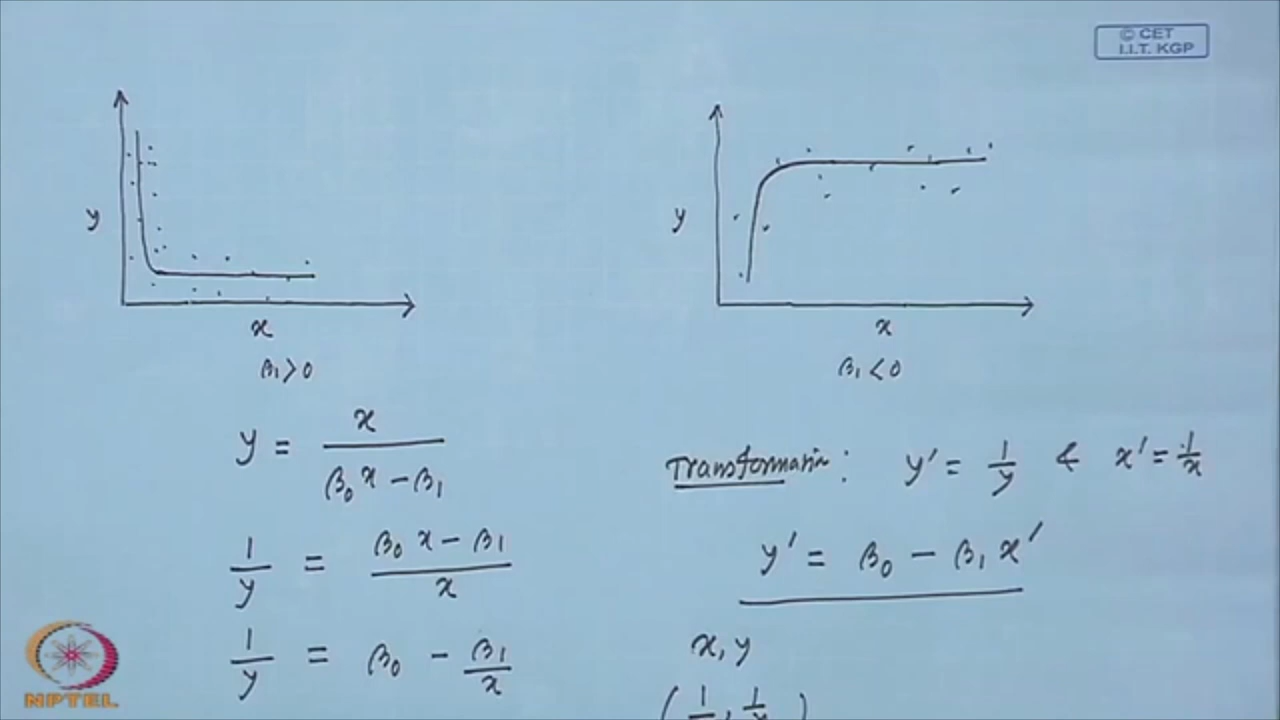 © CET
I.I.T. KGP
y
x
β₁ > 0
y
x
β₁ < 0
y = x / (β₀ x − β₁)
1/y = (β₀ x − β₁) / x
1/y = β₀ − β₁/x
Transformation : y′ = 1/y & x′ = 1/x
y′ = β₀ − β₁ x′
x, y
NPTEL